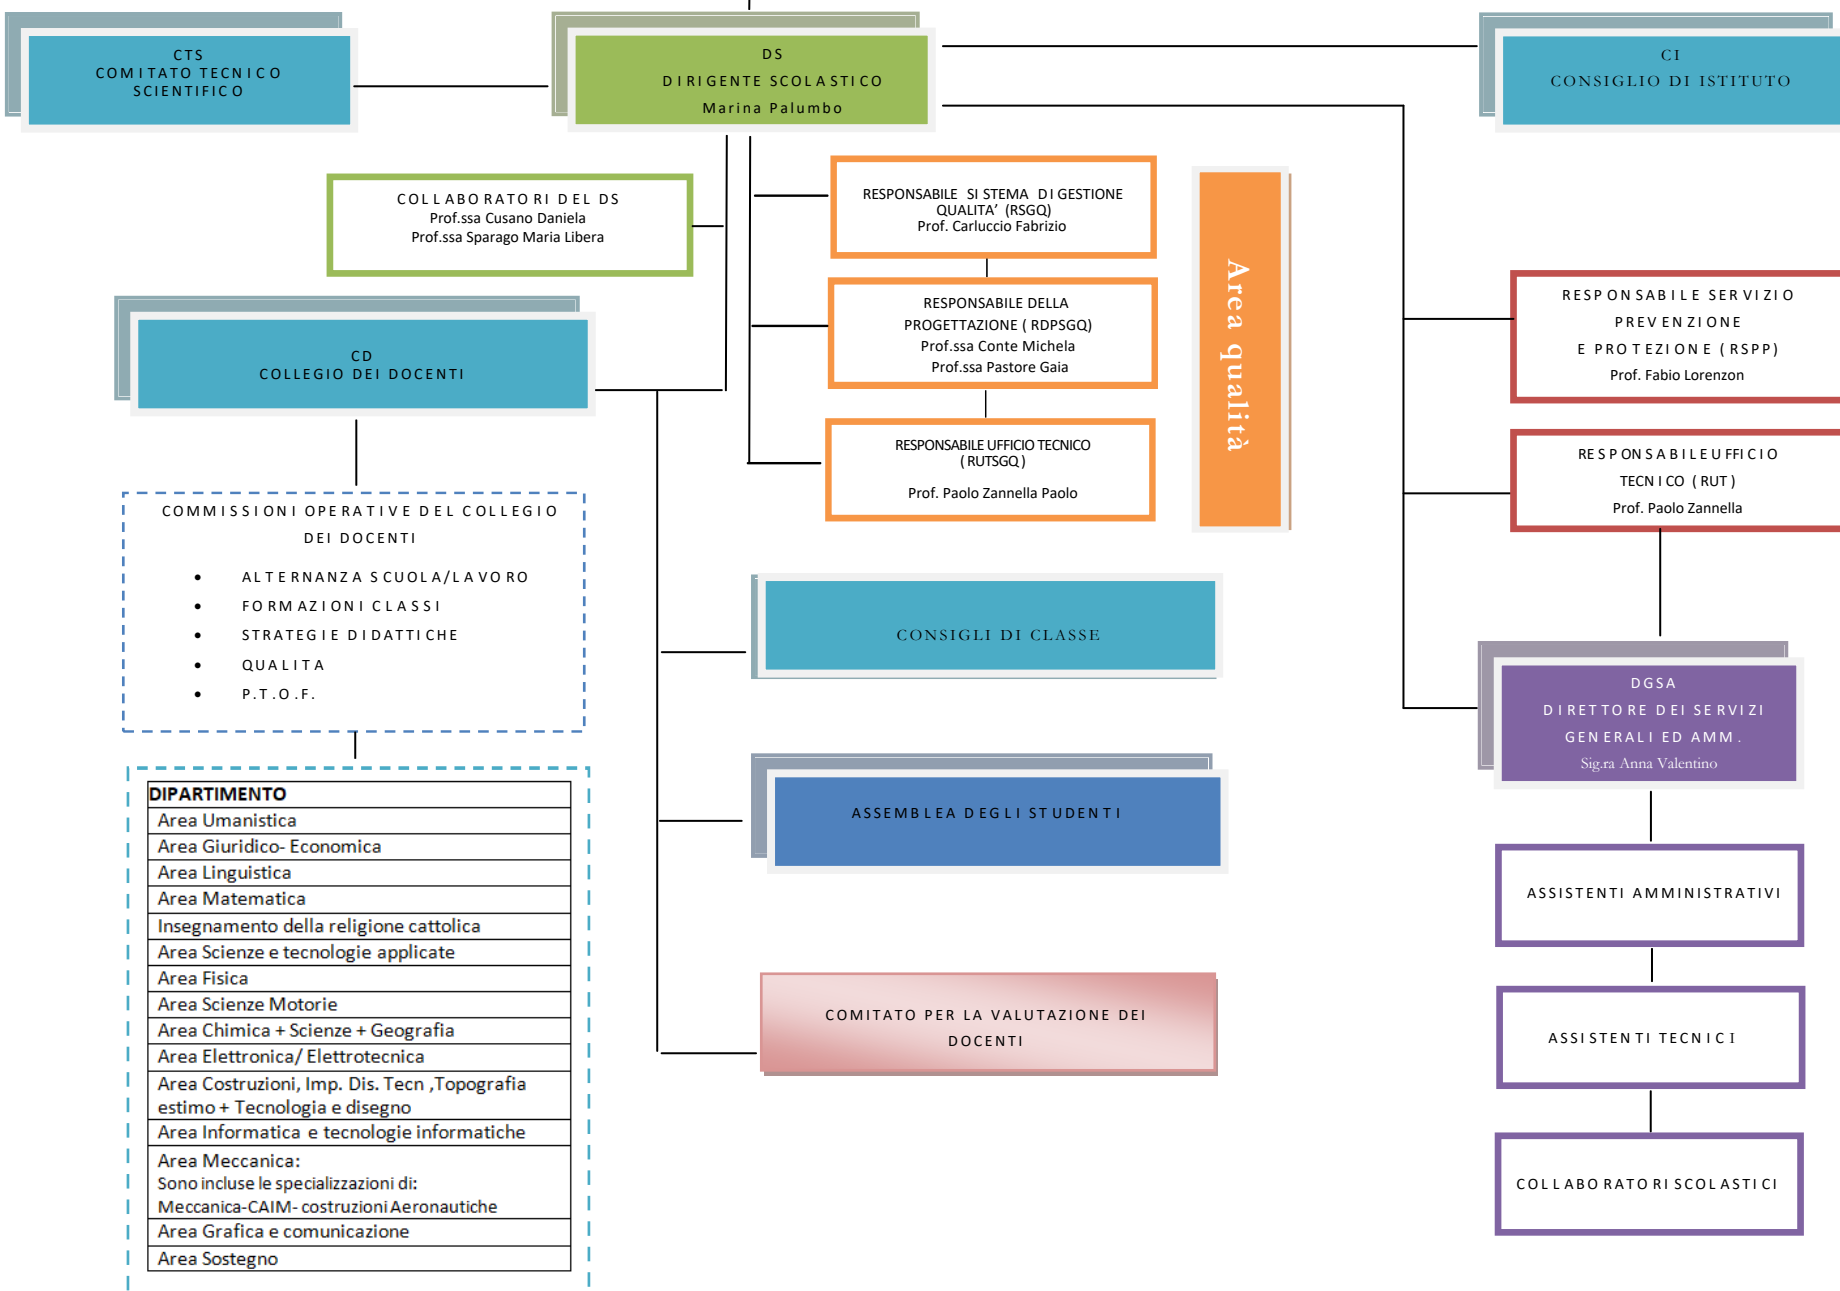 CTS
COMITATO TECNICO
SCIENTIFICO
DS
DIRIGENTE SCOLASTICO
Marina Palumbo
CI
CONSIGLIO DI ISTITUTO
COLLABORATORI DEL DS
Prof.ssa Cusano Daniela
Prof.ssa Sparago Maria Libera
RESPONSABILE SISTEMA DI GESTIONE
QUALITA’ (RSGQ)
Prof. Carluccio Fabrizio
RESPONSABILE DELLA
PROGETTAZIONE ( RDPSGQ)
Prof.ssa Conte Michela
Prof.ssa Pastore Gaia
RESPONSABILE UFFICIO TECNICO
( RUTSGQ )
Prof. Paolo Zannella Paolo
Area qualità
RESPONSABILE SERVIZIO
PREVENZIONE
E PROTEZIONE ( RSPP)
Prof. Fabio Lorenzon
RESPONSABILE UFFICIO
TECNICO ( RUT )
Prof. Paolo Zannella
CD
COLLEGIO DEI DOCENTI
COMMISSIONI OPERATIVE DEL COLLEGIO
DEI DOCENTI
• ALTERNANZA SCUOLA/LAVORO
• FORMAZIONI CLASSI
• STRATEGIE DIDATTICHE
• QUALITA
• P.T.O.F.
CONSIGLI DI CLASSE
ASSEMBLEA DEGLI STUDENTI
COMITATO PER LA VALUTAZIONE DEI
DOCENTI
DGSA
DIRETTORE DEI SERVIZI
GENERALI ED AMM.
Sig.ra Anna Valentino
ASSISTENTI AMMINISTRATIVI
ASSISTENTI TECNICI
COLLABORATORI SCOLASTICI
DIPARTIMENTO
Area Umanistica
Area Giuridico- Economica
Area Linguistica
Area Matematica
Insegnamento della religione cattolica
Area Scienze e tecnologie applicate
Area Fisica
Area Scienze Motorie
Area Chimica + Scienze + Geografia
Area Elettronica/ Elettrotecnica
Area Costruzioni, Imp. Dis. Tecn ,Topografia
estimo + Tecnologia e disegno
Area Informatica e tecnologie informatiche
Area Meccanica:
Sono incluse le specializzazioni di:
Meccanica-CAIM- costruzioni Aeronautiche
Area Grafica e comunicazione
Area Sostegno